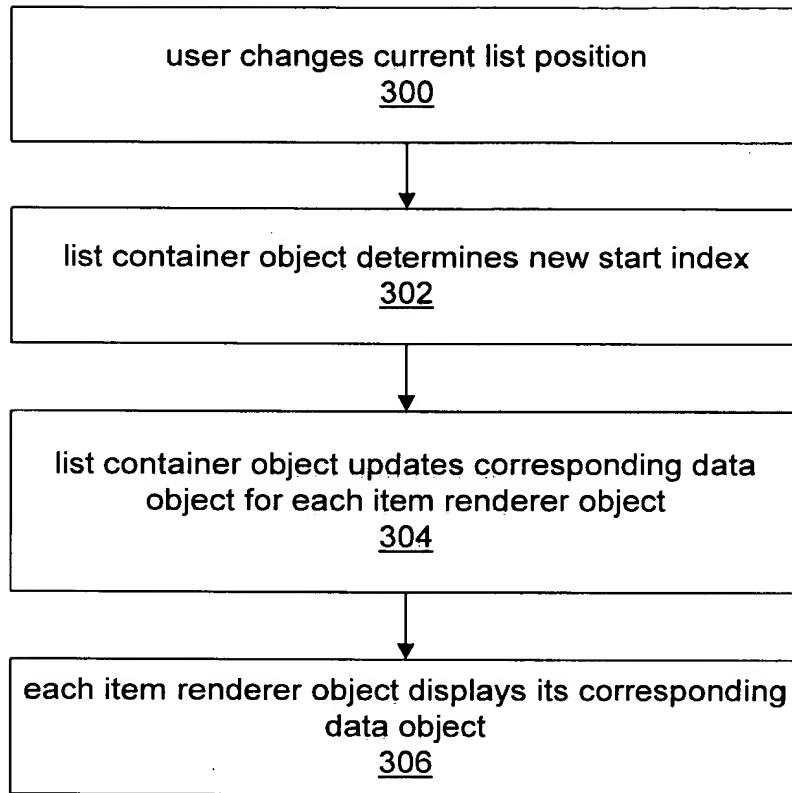 user changes current list position
300
list container object determines new start index
302
list container object updates corresponding data
object for each item renderer object
304
each item renderer object displays its corresponding
data object
306